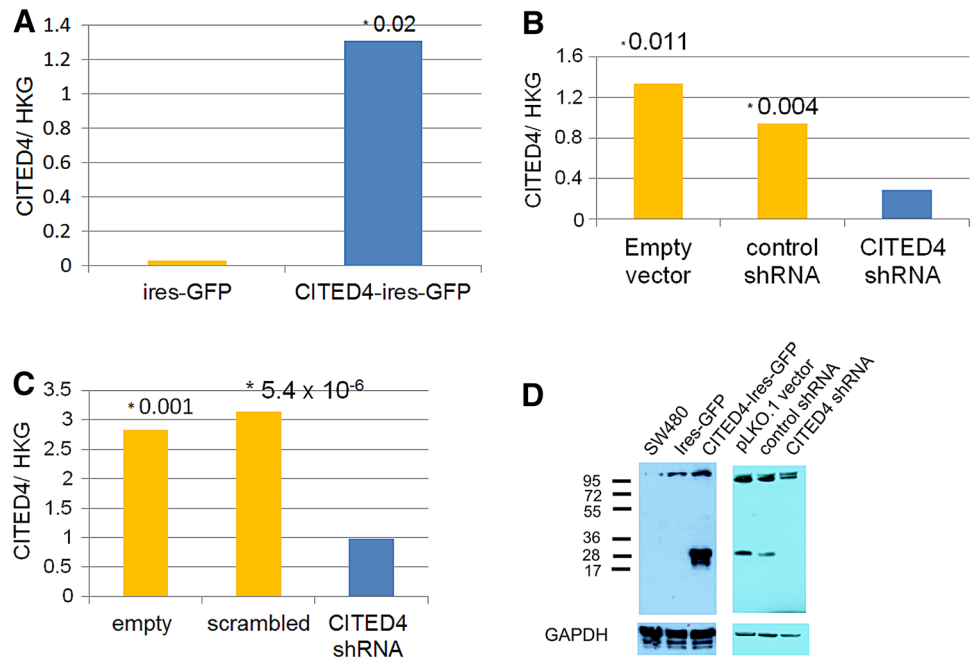 A
CITED4/ HKG
1.4
1.2
1
0.8
0.6
0.4
0.2
0
* 0.02
ires-GFP
CITED4-ires-GFP
B
CITED4/ HKG
1.6
1.2
0.8
0.4
0
* 0.011
* 0.004
Empty
vector
control
shRNA
CITED4
shRNA
C
CITED4/ HKG
3.5
3
2.5
2
1.5
1
0.5
0
* 0.001
* 5.4 x 10⁻⁶
empty
scrambled
CITED4
shRNA
D
SW480
Ires-GFP
CITED4-Ires-GFP
pLKO.1 vector
control shRNA
CITED4 shRNA
95
72
55
36
28
17
GAPDH